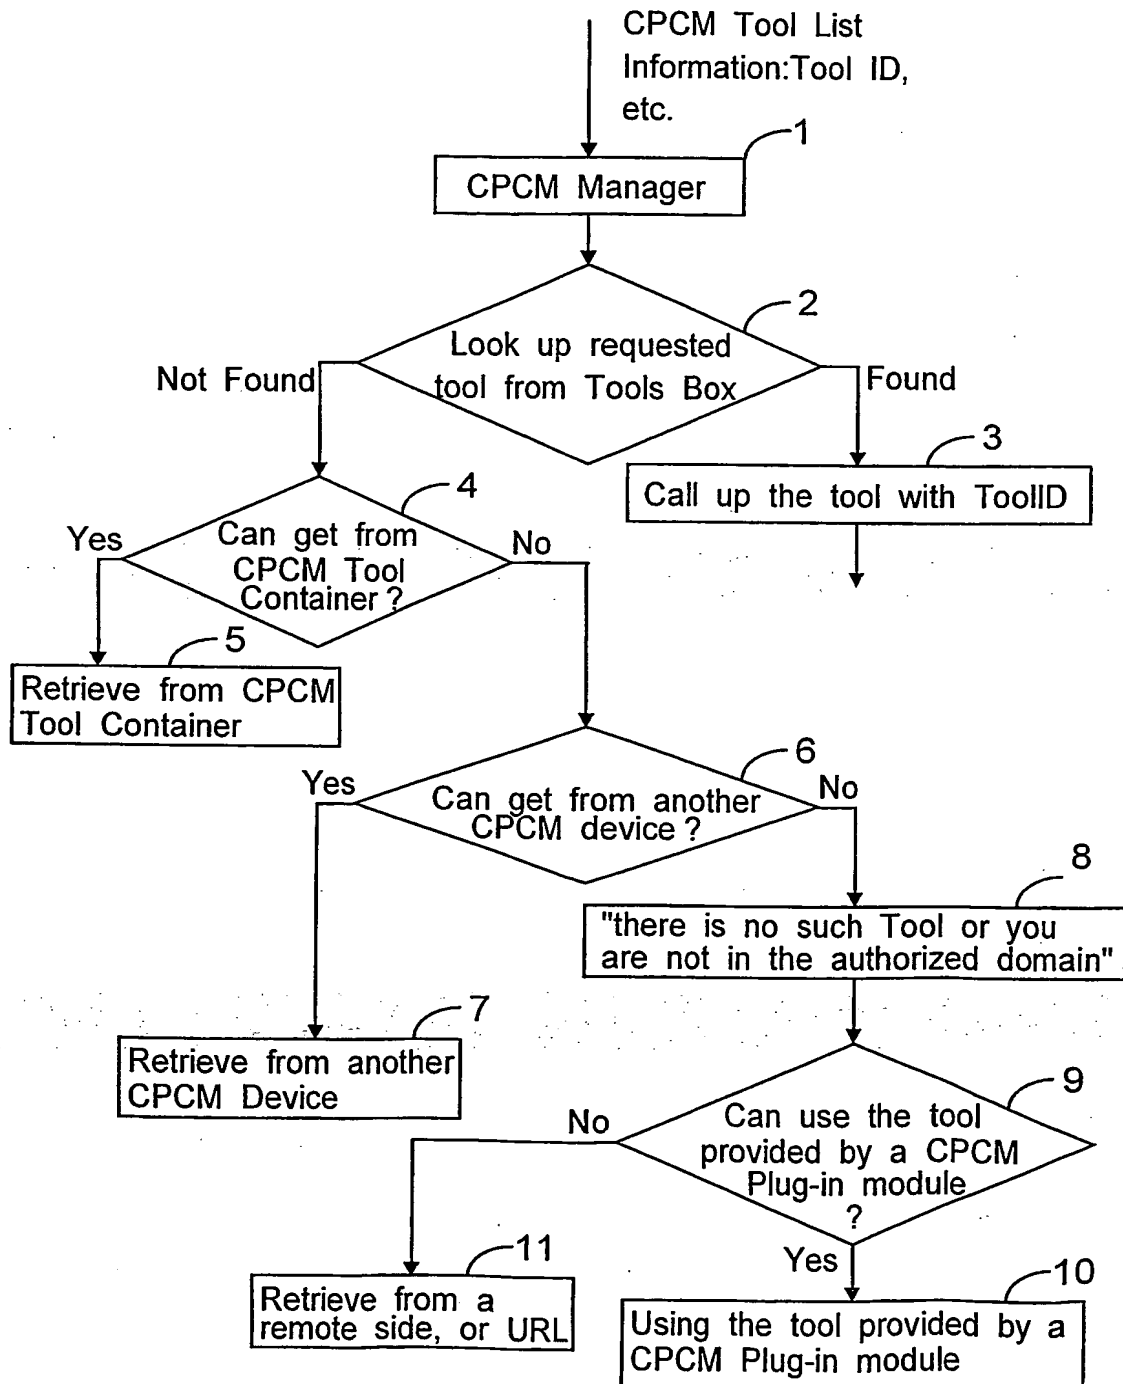 CPCM Tool List
Information:Tool ID,
etc.
1
CPCM Manager
2
Look up requested
tool from Tools Box
Not Found
Found
3
Call up the tool with ToolID
4
Can get from
CPCM Tool
Container ?
Yes
No
5
Retrieve from CPCM
Tool Container
6
Can get from another
CPCM device ?
Yes
No
8
"there is no such Tool or you
are not in the authorized domain"
7
Retrieve from another
CPCM Device
9
Can use the tool
provided by a CPCM
Plug-in module
?
No
Yes
11
Retrieve from a
remote side, or URL
10
Using the tool provided by a
CPCM Plug-in module